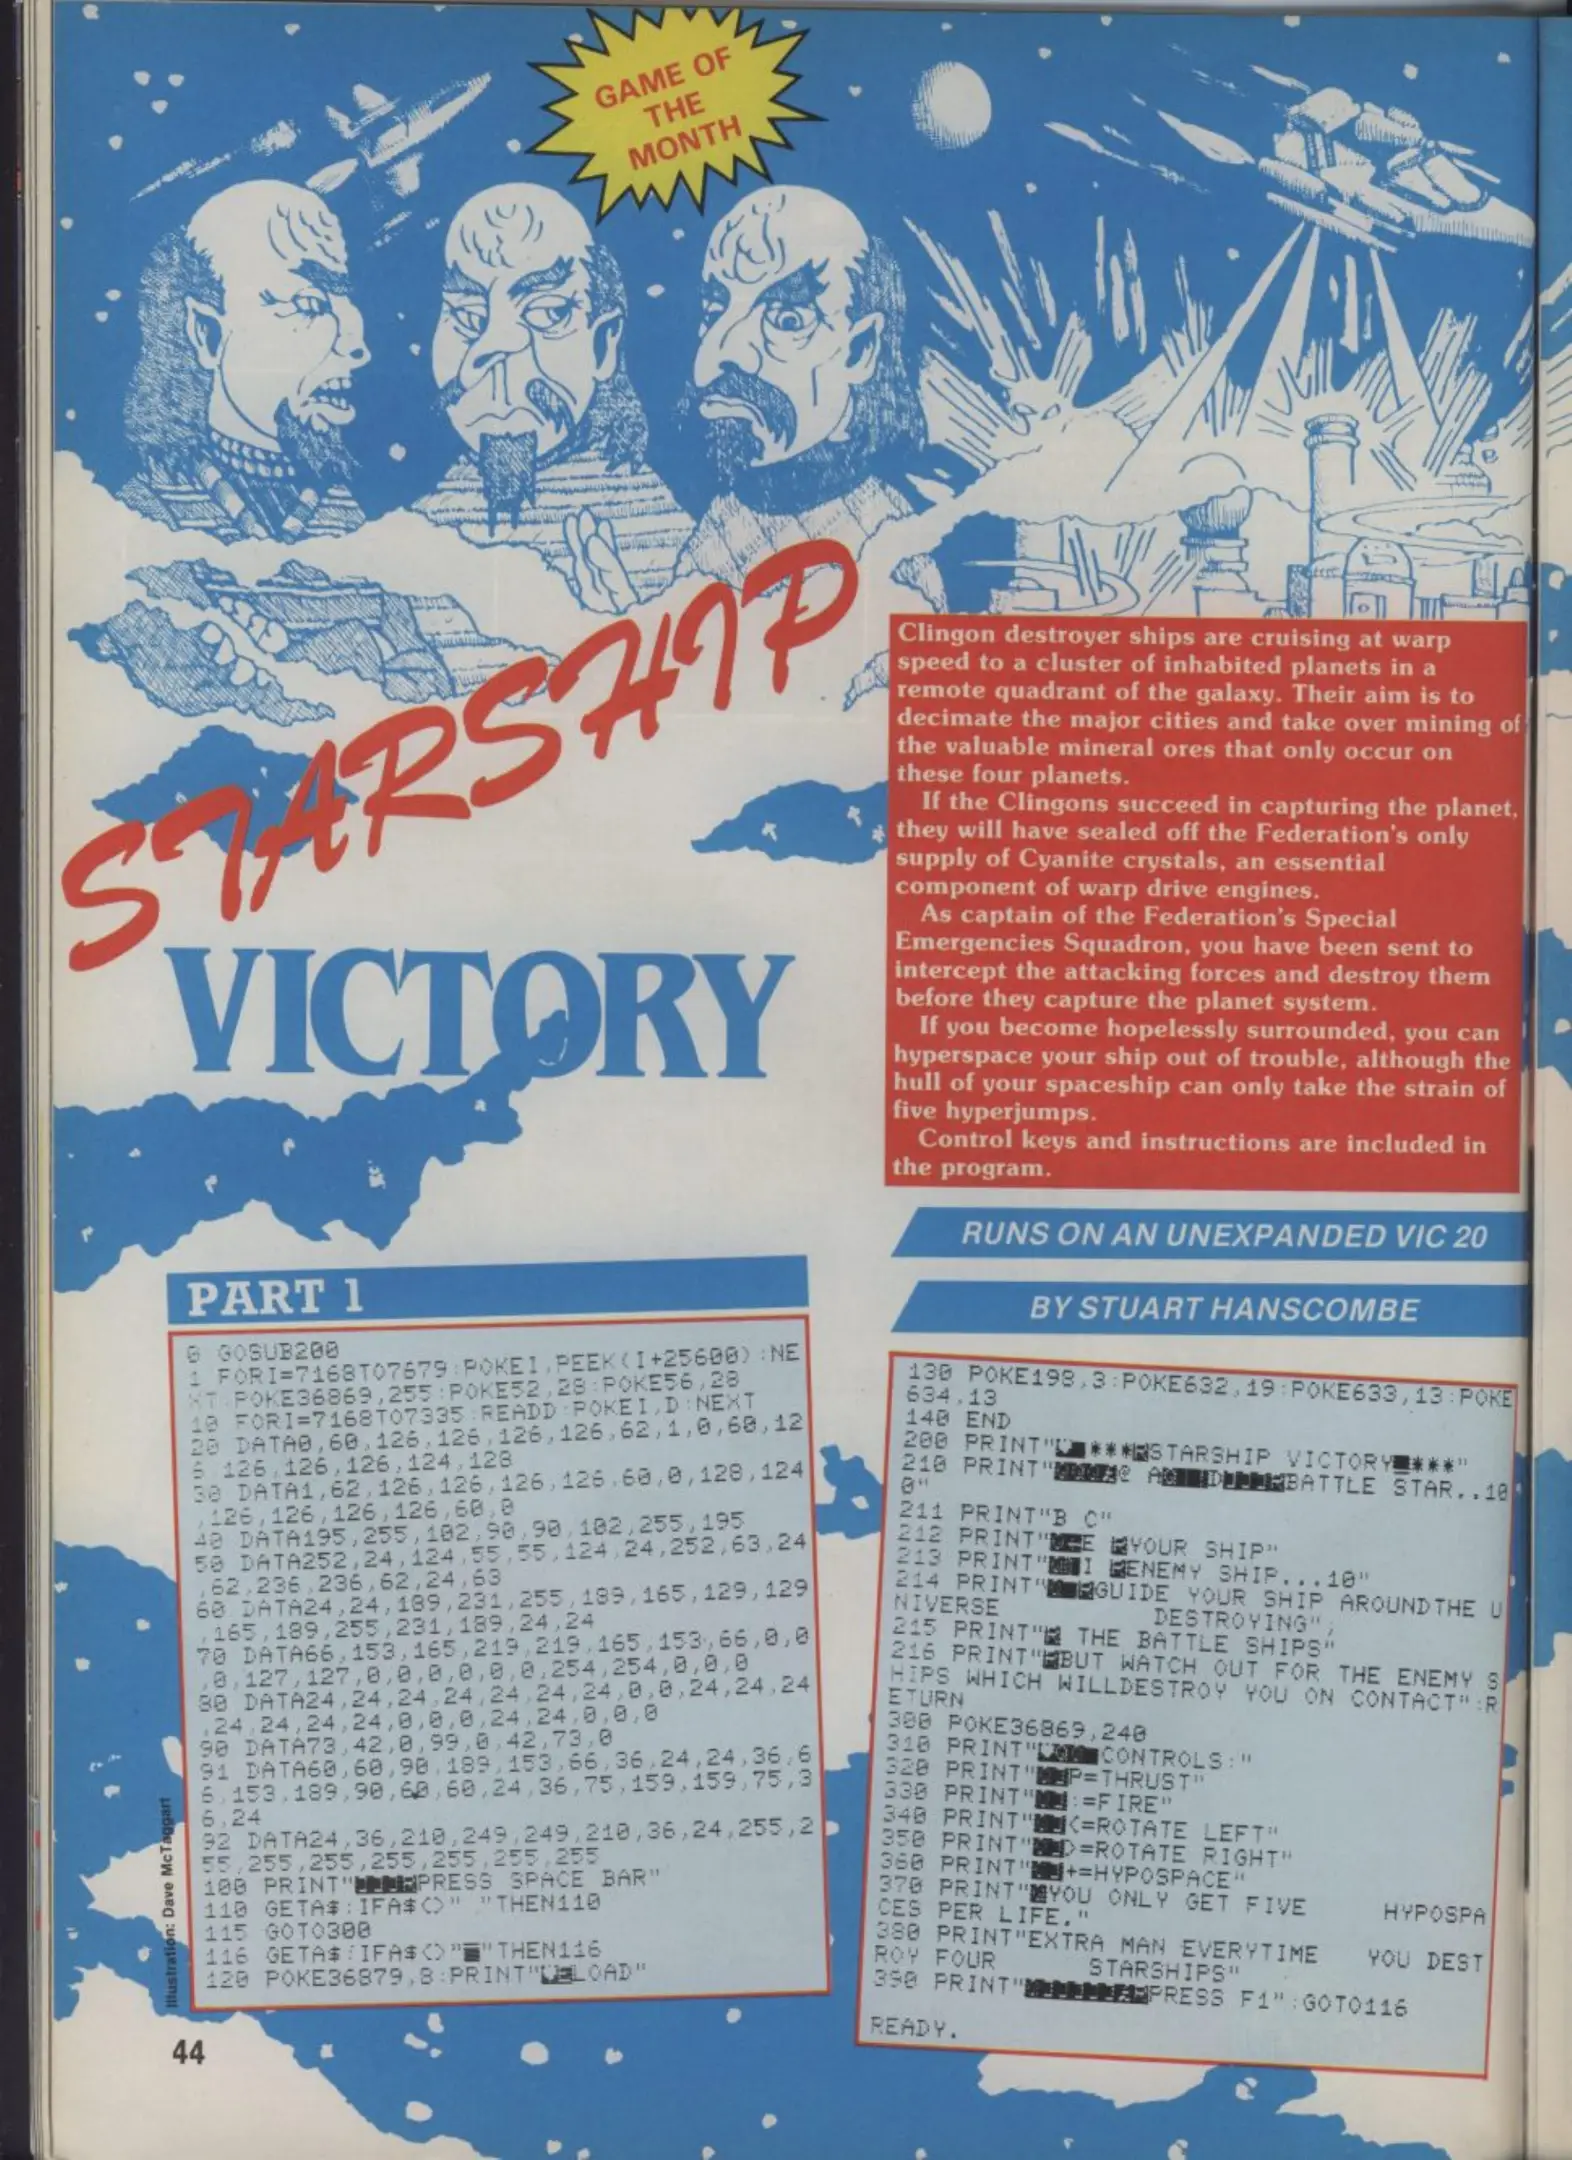 GAME OF
THE
MONTH
STARSHIP
VICTORY
Clingon destroyer ships are cruising at warp
speed to a cluster of inhabited planets in a
remote quadrant of the galaxy. Their aim is to
decimate the major cities and take over mining of
the valuable mineral ores that only occur on
these four planets.
If the Clingons succeed in capturing the planet,
they will have sealed off the Federation's only
supply of Cyanite crystals, an essential
component of warp drive engines.
As captain of the Federation's Special
Emergencies Squadron, you have been sent to
intercept the attacking forces and destroy them
before they capture the planet system.
If you become hopelessly surrounded, you can
hyperspace your ship out of trouble, although the
hull of your spaceship can only take the strain of
five hyperjumps.
Control keys and instructions are included in
the program.
RUNS ON AN UNEXPANDED VIC 20
BY STUART HANSCOMBE
PART 1
0 GOSUB200
1 FORI=7168TO7679:POKEI,PEEK(I+25600):NE
XT:POKE36869,255:POKE52,28:POKE56,28
10 FORI=7168TO7335:READD:POKEI,D:NEXT
20 DATA0,60,126,126,126,126,62,1,0,60,12
6,126,126,126,124,128
30 DATA1,62,126,126,126,126,60,0,128,124
,126,126,126,126,60,0
40 DATA195,255,102,90,90,102,255,195
50 DATA252,24,124,55,55,124,24,252,63,24
,62,236,236,62,24,63
60 DATA24,24,189,231,255,189,165,129,129
,165,189,255,231,189,24,24
70 DATA66,153,165,219,219,165,153,66,0,0
,0,127,127,0,0,0,0,0,0,254,254,0,0,0
80 DATA24,24,24,24,24,24,24,0,0,24,24,24
,24,24,24,24,0,0,0,24,24,0,0,0
90 DATA73,42,0,99,0,42,73,0
91 DATA60,60,90,189,153,66,36,24,24,36,6
6,153,189,90,60,60,24,36,75,159,159,75,3
6,24
92 DATA24,36,210,249,249,210,36,24,255,2
55,255,255,255,255,255,255
100 PRINT"PRESS SPACE BAR"
110 GETA$:IFA$<>" "THEN110
115 GOTO300
116 GETA$:IFA$<>""THEN116
120 POKE36879,8:PRINT"LOAD"
130 POKE198,3:POKE632,19:POKE633,13:POKE
634,13
140 END
200 PRINT"***STARSHIP VICTORY***"
210 PRINT"@ ADBATTLE STAR..10
0"
211 PRINT"B C"
212 PRINT"E YOUR SHIP"
213 PRINT"I ENEMY SHIP...10"
214 PRINT"GUIDE YOUR SHIP AROUNDTHE U
NIVERSE DESTROYING";
215 PRINT" THE BATTLE SHIPS"
216 PRINT"BUT WATCH OUT FOR THE ENEMY S
HIPS WHICH WILLDESTROY YOU ON CONTACT":R
ETURN
300 POKE36869,240
310 PRINT"CONTROLS:"
320 PRINT"P=THRUST"
330 PRINT":=FIRE"
340 PRINT"<=ROTATE LEFT"
350 PRINT">=ROTATE RIGHT"
360 PRINT"+=HYPOSPACE"
370 PRINT"YOU ONLY GET FIVE HYPOSPA
CES PER LIFE."
380 PRINT"EXTRA MAN EVERYTIME YOU DEST
ROY FOUR STARSHIPS"
390 PRINT"PRESS F1":GOTO116
READY.
Illustration: Dave McTaggart
44